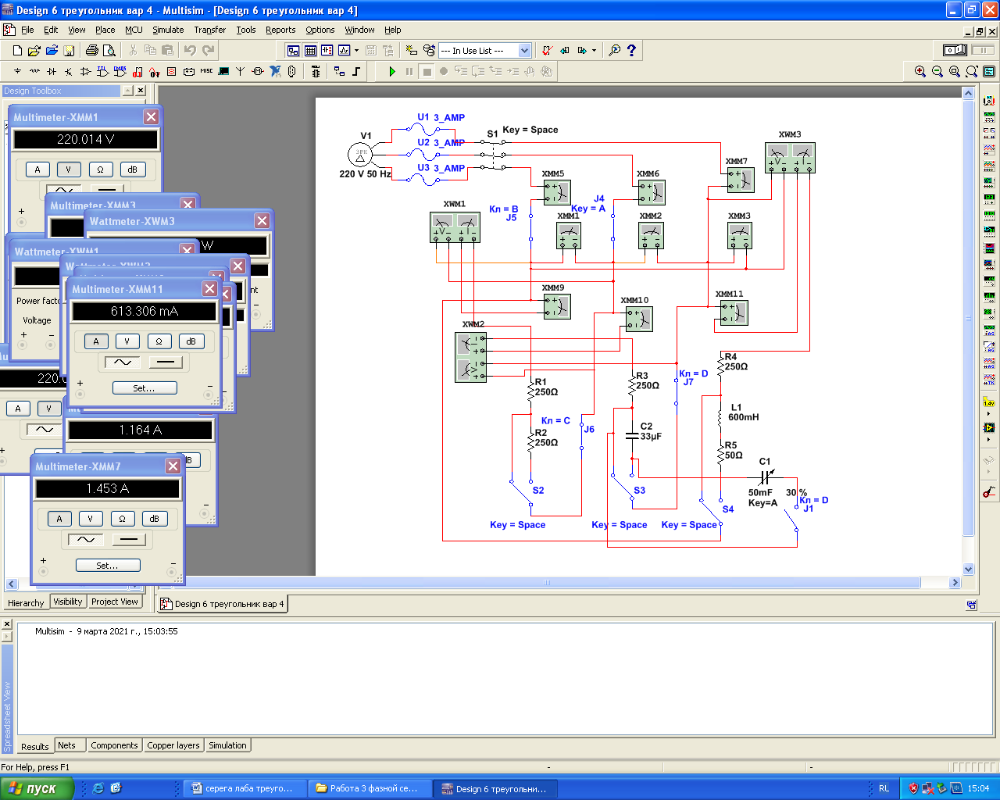 Design 6 треугольник вар 4 - Multisim - [Design 6 треугольник вар 4]
File Edit View Place MCU Simulate Transfer Tools Reports Options Window Help
--- In Use List ---
Design Toolbox
Multimeter-XMM1
220.014 V
A V Ω dB
Multimeter-XMM3
Wattmeter-XWM3
W
Wattmeter-XWM1
Power facto
Voltage
Multimeter-XMM11
613.306 mA
A V Ω dB
Set...
220.0
A V
1.164 A
Multimeter-XMM7
1.453 A
A V Ω dB
Set...
Hierarchy Visibility Project View
V1
3PH
220 V 50 Hz
U1 3_AMP
U2 3_AMP
U3 3_AMP
S1
Key = Space
XMM5
XMM6
XMM7
XWM3
XWM1
Кл = B
J5
J4
Key = A
XMM1
XMM2
XMM3
XMM9
XMM10
XMM11
XWM2
R1
250Ω
R2
250Ω
Кл = C
J6
R3
250Ω
C2
33µF
Кл = D
J7
R4
250Ω
L1
600mH
R5
50Ω
C1
50mF
Key=A
30 %
Кл = D
J1
S2
Key = Space
S3
Key = Space
S4
Key = Space
Design 6 треугольник вар 4
Multisim - 9 марта 2021 г., 15:03:55
Spreadsheet View
Results Nets Components Copper layers Simulation
For Help, press F1
пуск
серега лаба треуго...
Работа 3 фазной се...
Design 6 треугольни...
RL
15:04